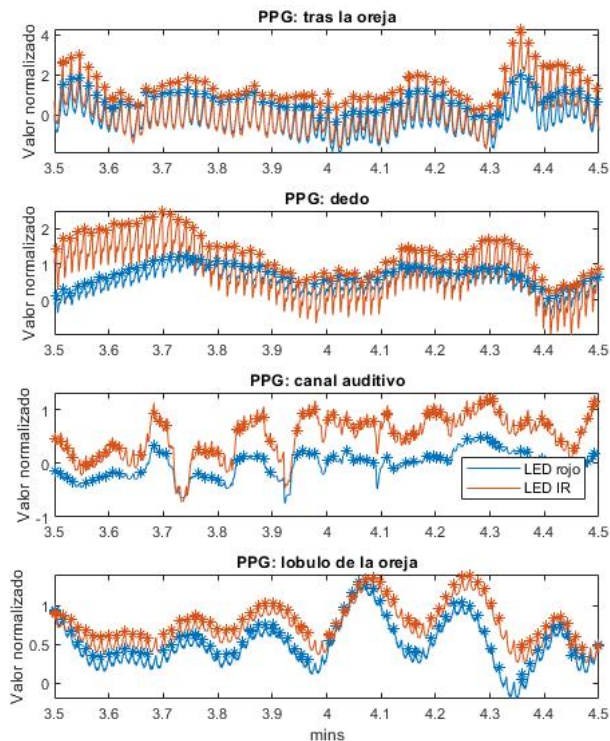 PPG: tras la oreja
Valor normalizado
4
2
0
3.5 3.6 3.7 3.8 3.9 4 4.1 4.2 4.3 4.4 4.5
PPG: dedo
Valor normalizado
2
1
0
3.5 3.6 3.7 3.8 3.9 4 4.1 4.2 4.3 4.4 4.5
PPG: canal auditivo
Valor normalizado
1
0
-1
LED rojo
LED IR
3.5 3.6 3.7 3.8 3.9 4 4.1 4.2 4.3 4.4 4.5
PPG: lobulo de la oreja
Valor normalizado
1
0.5
0
3.5 3.6 3.7 3.8 3.9 4 4.1 4.2 4.3 4.4 4.5
mins